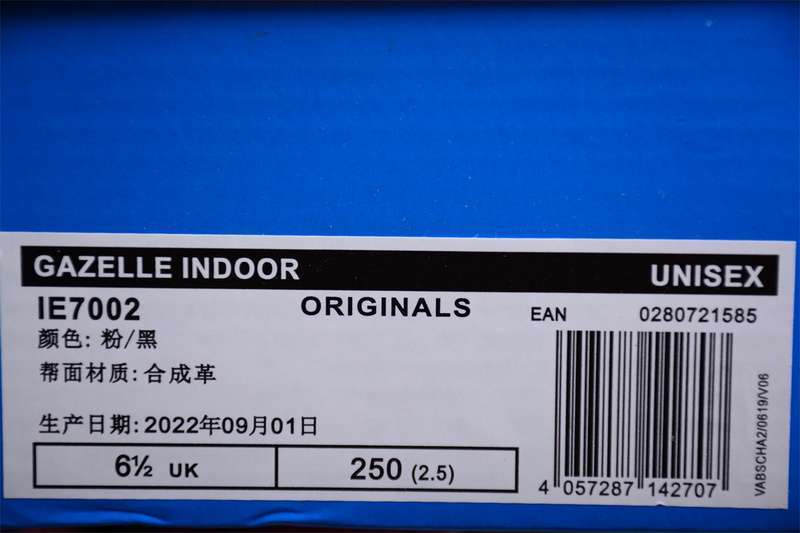 GAZELLE INDOOR UNISEX
IE7002 ORIGINALS EAN 0280721585
颜色: 粉/黑
帮面材质: 合成革
生产日期: 2022年09月01日
6½ UK 250 (2.5)
4 057287 142707
VABSCHA2/0619/V06